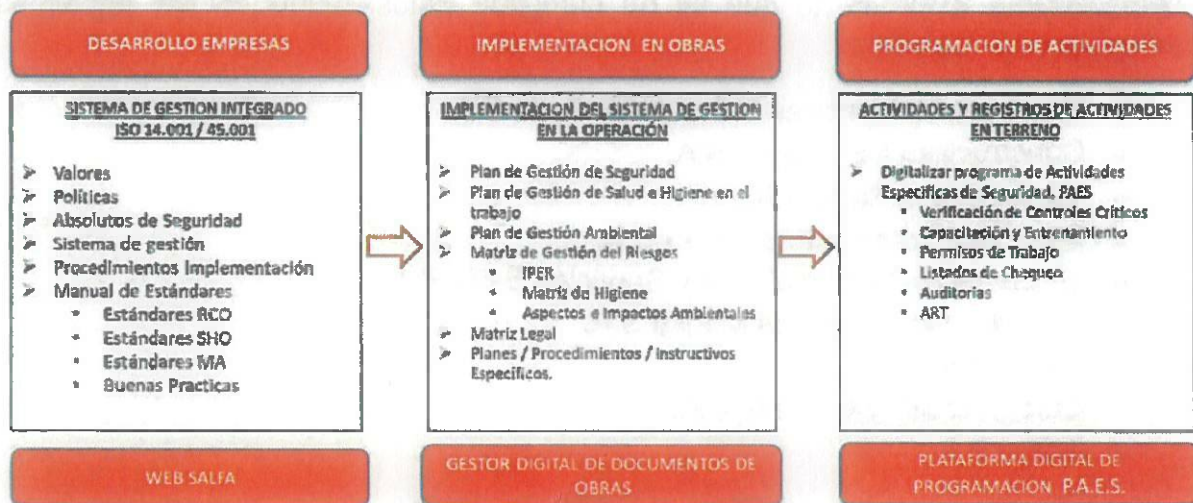 DESARROLLO EMPRESAS
SISTEMA DE GESTION INTEGRADO
ISO 14.001 / 45.001
➢ Valores
➢ Políticas
➢ Absolutos de Seguridad
➢ Sistema de gestión
➢ Procedimientos Implementación
➢ Manual de Estándares
• Estándares RCO
• Estándares SHO
• Estándares MA
• Buenas Practicas
WEB SALFA
IMPLEMENTACION EN OBRAS
IMPLEMENTACION DEL SISTEMA DE GESTION
EN LA OPERACIÓN
➢ Plan de Gestión de Seguridad
➢ Plan de Gestión de Salud e Higiene en el
trabajo
➢ Plan de Gestión Ambiental
➢ Matriz de Gestión del Riesgos
• IPER
• Matriz de Higiene
• Aspectos e Impactos Ambientales
➢ Matriz Legal
➢ Planes / Procedimientos / Instructivos
Específicos.
GESTOR DIGITAL DE DOCUMENTOS DE
OBRAS
PROGRAMACION DE ACTIVIDADES
ACTIVIDADES Y REGISTROS DE ACTIVIDADES
EN TERRENO
➢ Digitalizar programa de Actividades
Especificas de Seguridad, PAES
• Verificación de Controles Críticos
• Capacitación y Entrenamiento
• Permisos de Trabajo
• Listados de Chequeo
• Auditorias
• ART
PLATAFORMA DIGITAL DE
PROGRAMACION P.A.E.S.